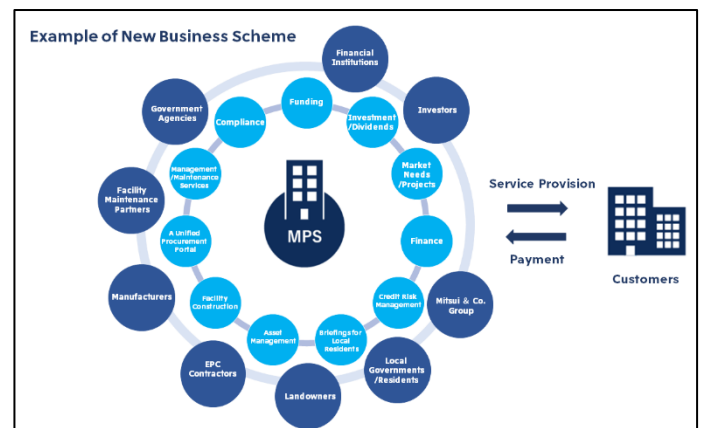 Example of New Business Scheme
Financial
Institutions
Investors
Mitsui & Co.
Group
Local
Governments
/Residents
Landowners
EPC
Contractors
Manufacturers
Facility
Maintenance
Partners
Government
Agencies
Funding
Investment
/Dividends
Market
Needs
/Projects
Finance
Credit Risk
Management
Briefings for
Local
Residents
Asset
Management
Facility
Construction
A Unified
Procurement
Portal
Management
/Maintenance
Services
Compliance
MPS
Service Provision
Payment
Customers